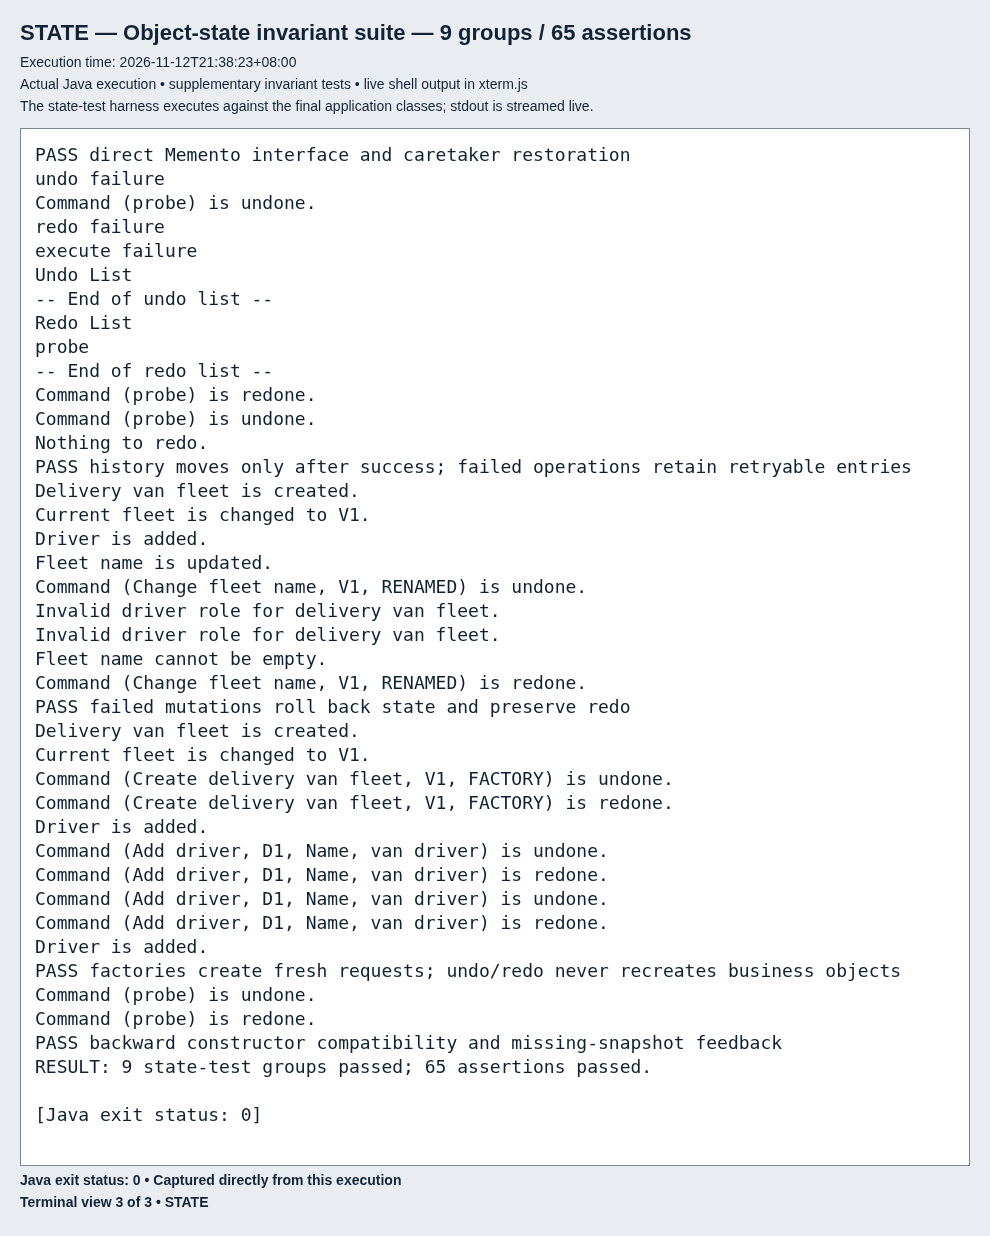 STATE — Object-state invariant suite — 9 groups / 65 assertions
Execution time: 2026-11-12T21:38:23+08:00
Actual Java execution • supplementary invariant tests • live shell output in xterm.js
The state-test harness executes against the final application classes; stdout is streamed live.
PASS direct Memento interface and caretaker restoration
undo failure
Command (probe) is undone.
redo failure
execute failure
Undo List
-- End of undo list --
Redo List
probe
-- End of redo list --
Command (probe) is redone.
Command (probe) is undone.
Nothing to redo.
PASS history moves only after success; failed operations retain retryable entries
Delivery van fleet is created.
Current fleet is changed to V1.
Driver is added.
Fleet name is updated.
Command (Change fleet name, V1, RENAMED) is undone.
Invalid driver role for delivery van fleet.
Invalid driver role for delivery van fleet.
Fleet name cannot be empty.
Command (Change fleet name, V1, RENAMED) is redone.
PASS failed mutations roll back state and preserve redo
Delivery van fleet is created.
Current fleet is changed to V1.
Command (Create delivery van fleet, V1, FACTORY) is undone.
Command (Create delivery van fleet, V1, FACTORY) is redone.
Driver is added.
Command (Add driver, D1, Name, van driver) is undone.
Command (Add driver, D1, Name, van driver) is redone.
Command (Add driver, D1, Name, van driver) is undone.
Command (Add driver, D1, Name, van driver) is redone.
Driver is added.
PASS factories create fresh requests; undo/redo never recreates business objects
Command (probe) is undone.
Command (probe) is redone.
PASS backward constructor compatibility and missing-snapshot feedback
RESULT: 9 state-test groups passed; 65 assertions passed.
[Java exit status: 0]
Java exit status: 0 • Captured directly from this execution
Terminal view 3 of 3 • STATE